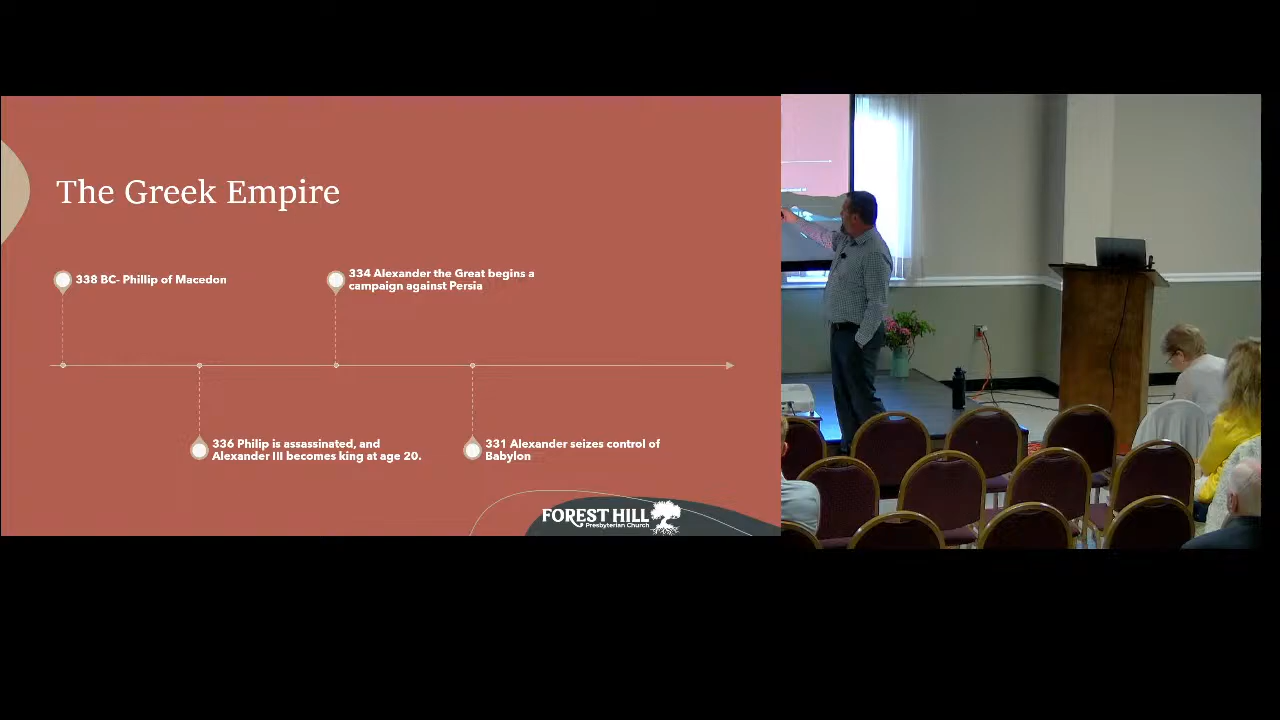 The Greek Empire
338 BC- Phillip of Macedon
334 Alexander the Great begins a
campaign against Persia
336 Philip is assassinated, and
Alexander III becomes king at age 20.
331 Alexander seizes control of
Babylon
FOREST HILL
Presbyterian Church